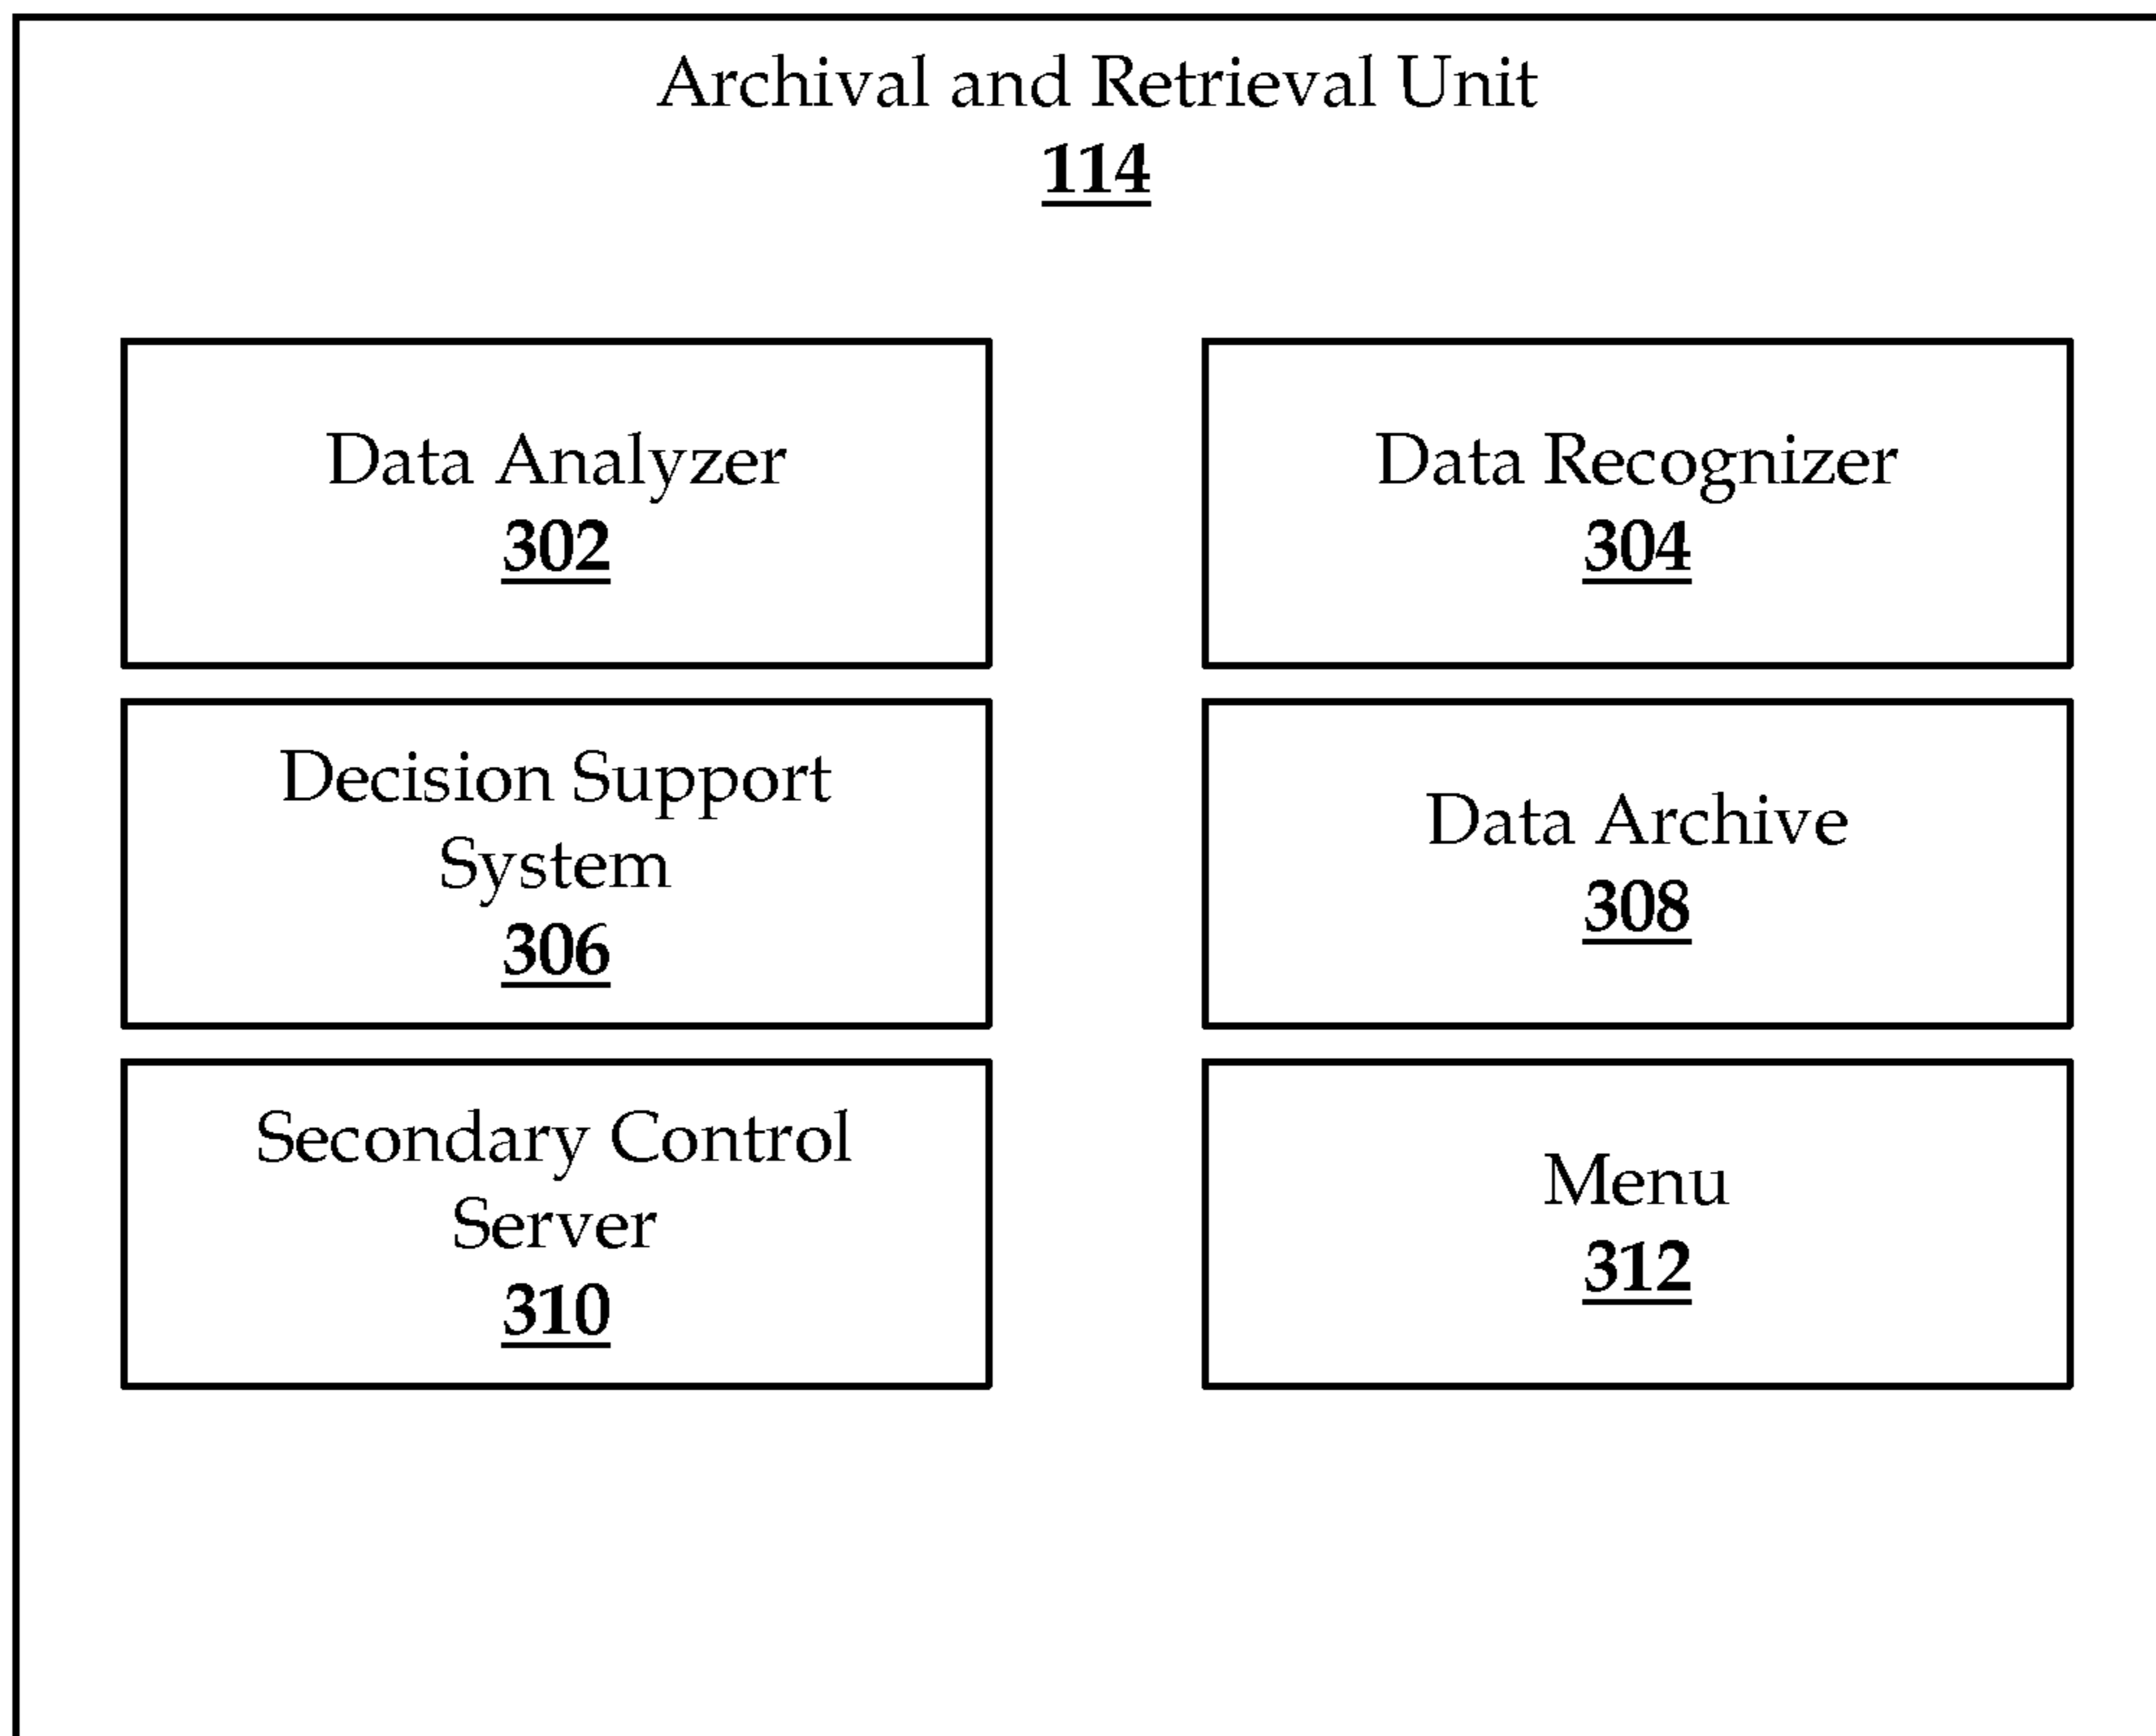 Archival and Retrieval Unit
114
Data Analyzer
302
Data Recognizer
304
Decision Support
System
306
Data Archive
308
Secondary Control
Server
310
Menu
312